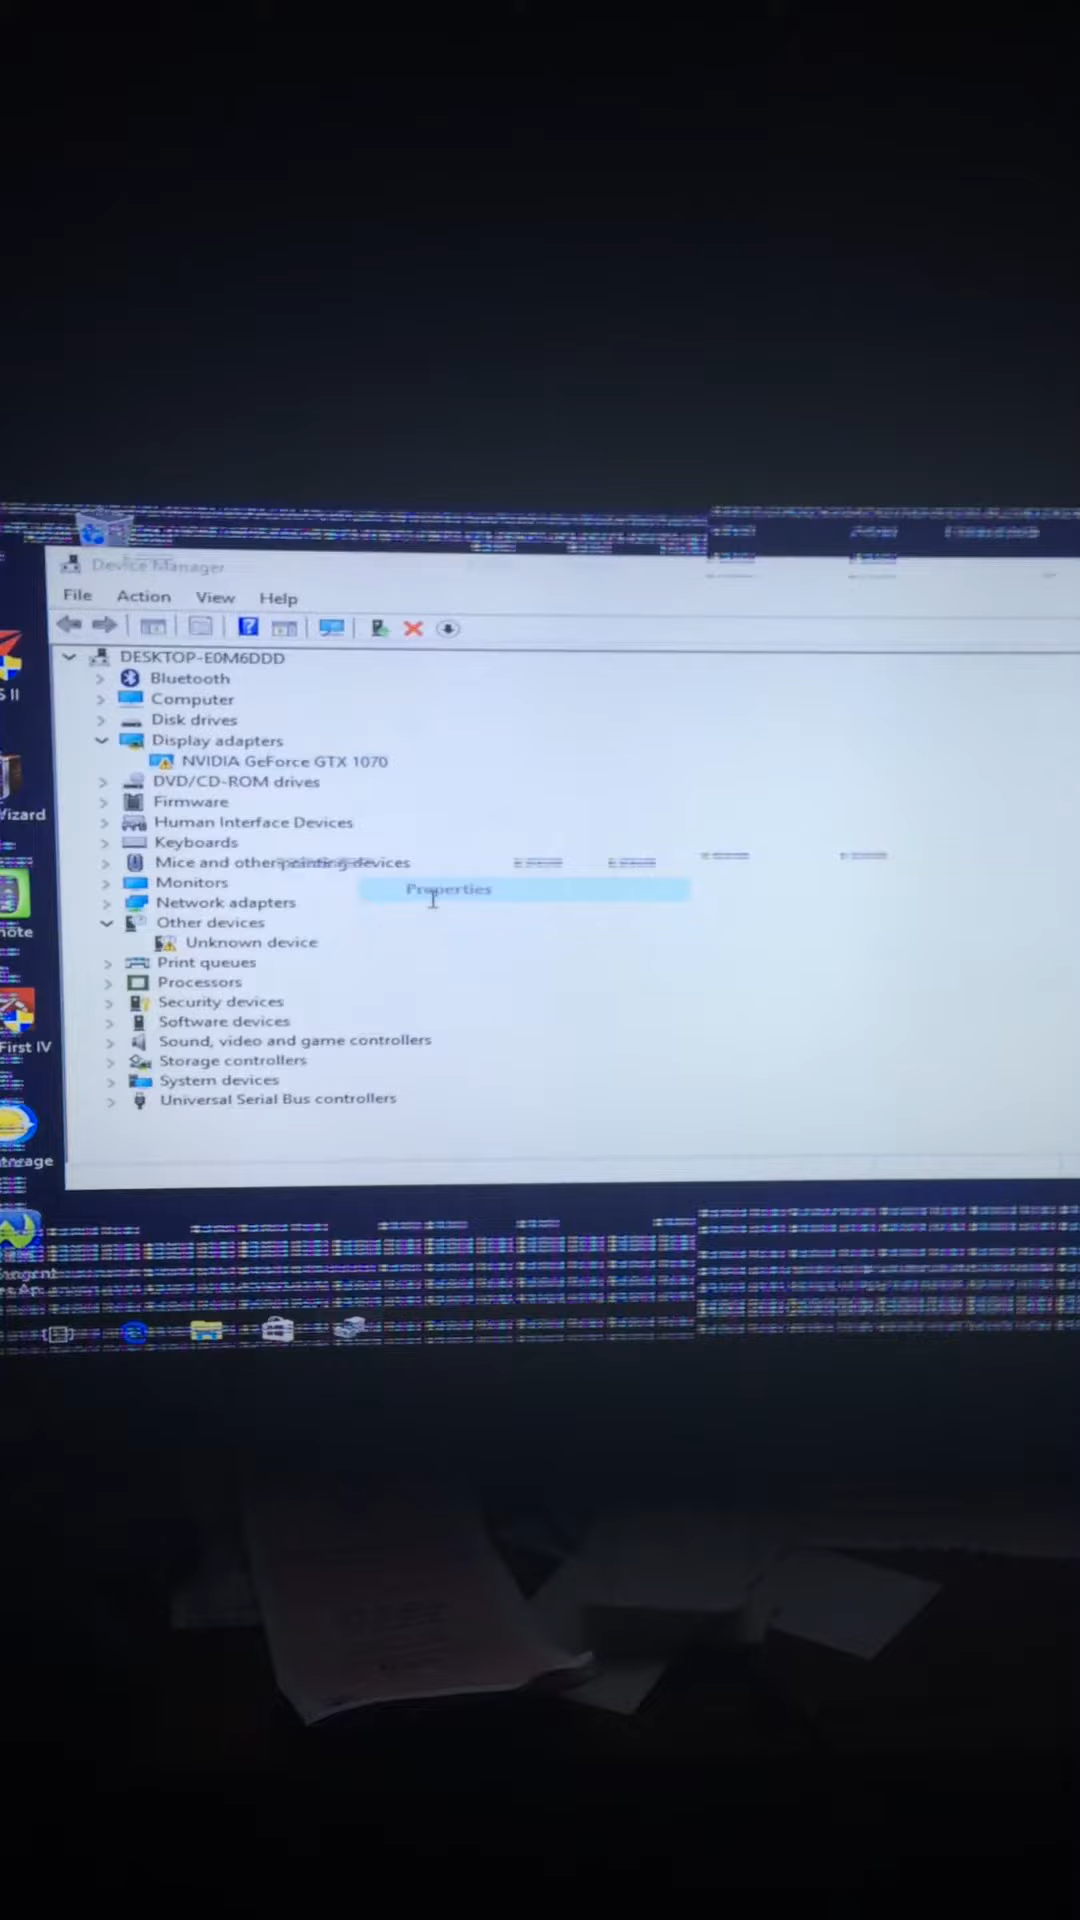 Device Manager
File Action View Help
DESKTOP-E0M6DDD
Bluetooth
Computer
Disk drives
Display adapters
NVIDIA GeForce GTX 1070
DVD/CD-ROM drives
Firmware
Human Interface Devices
Keyboards
Mice and other pointing devices
Monitors
Properties
Network adapters
Other devices
Unknown device
Print queues
Processors
Security devices
Software devices
Sound, video and game controllers
Storage controllers
System devices
Universal Serial Bus controllers
S II
Wizard
note
First IV